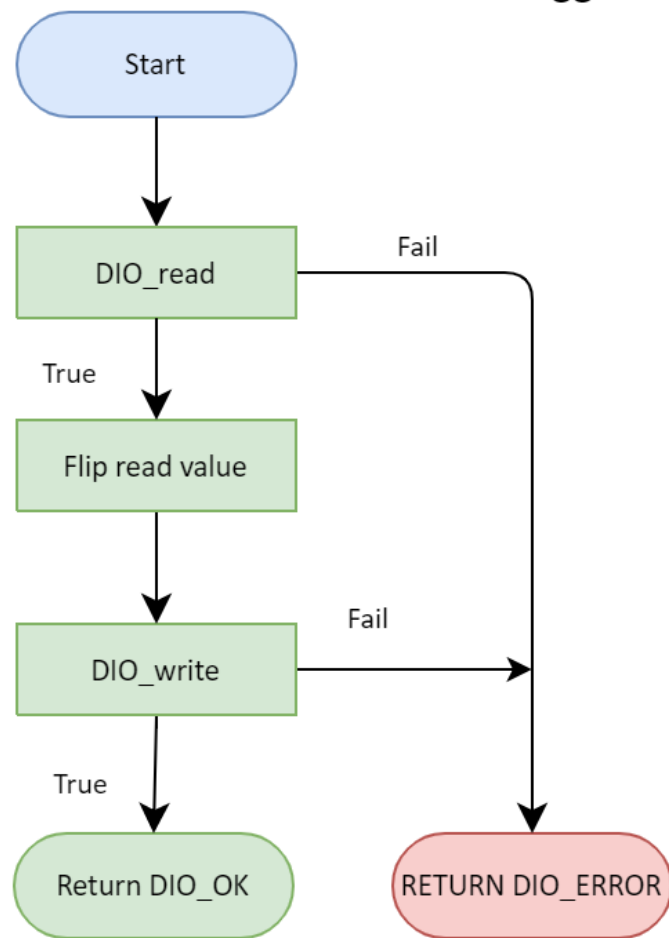 Start
DIO_read
Fail
True
Flip read value
Fail
DIO_write
True
Return DIO_OK
RETURN DIO_ERROR